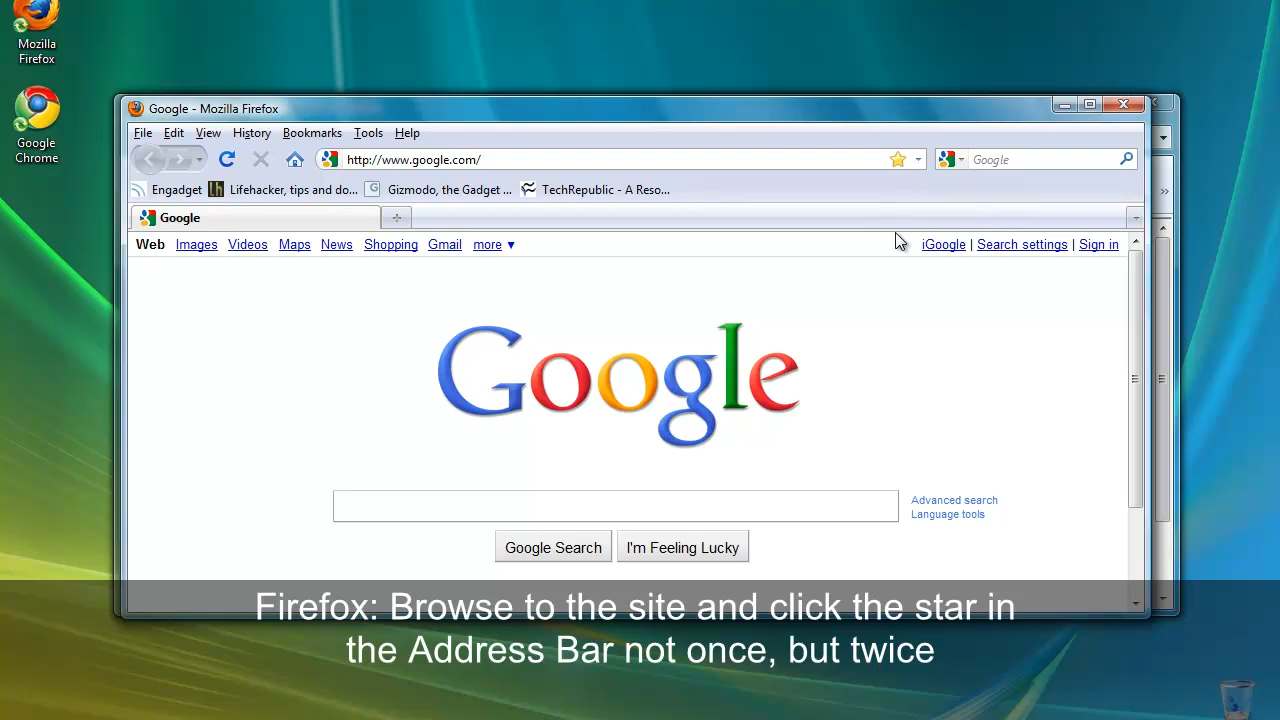 Mozilla
Firefox
Google
Chrome
Google - Mozilla Firefox
File Edit View History Bookmarks Tools Help
http://www.google.com/ Google
Engadget Lifehacker, tips and do... Gizmodo, the Gadget ... TechRepublic - A Reso...
Google
Web Images Videos Maps News Shopping Gmail more ▼ iGoogle | Search settings | Sign in
Google
Advanced search
Language tools
Google Search I'm Feeling Lucky
Firefox: Browse to the site and click the star in
the Address Bar not once, but twice